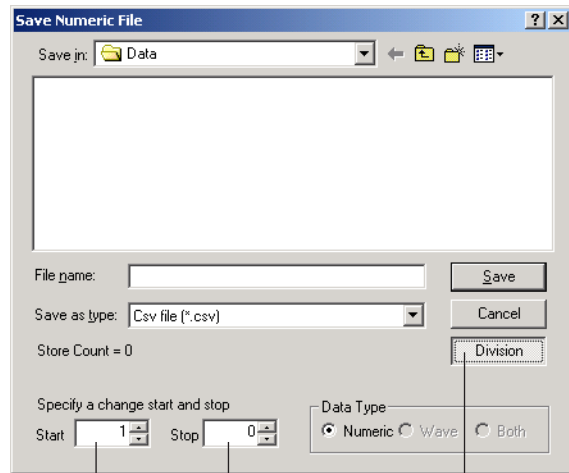 Save Numeric File
Save in: Data
File name:
Save
Save as type: Csv file (*.csv)
Cancel
Store Count = 0
Division
Specify a change start and stop
Start 1 Stop 0
Data Type
Numeric Wave Both